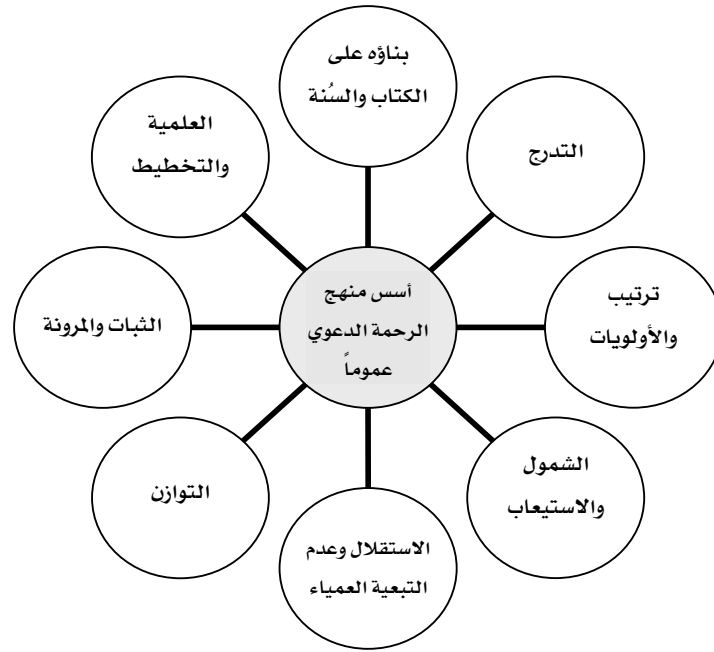 بناؤه على
الكتاب والسُنة
التدرج
ترتيب
والأولويات
الشمول
والاستيعاب
الاستقلال وعدم
التبعية العمياء
التوازن
الثبات والمرونة
العلمية
والتخطيط
أسس منهج
الرحمة الدعوي
عموماً